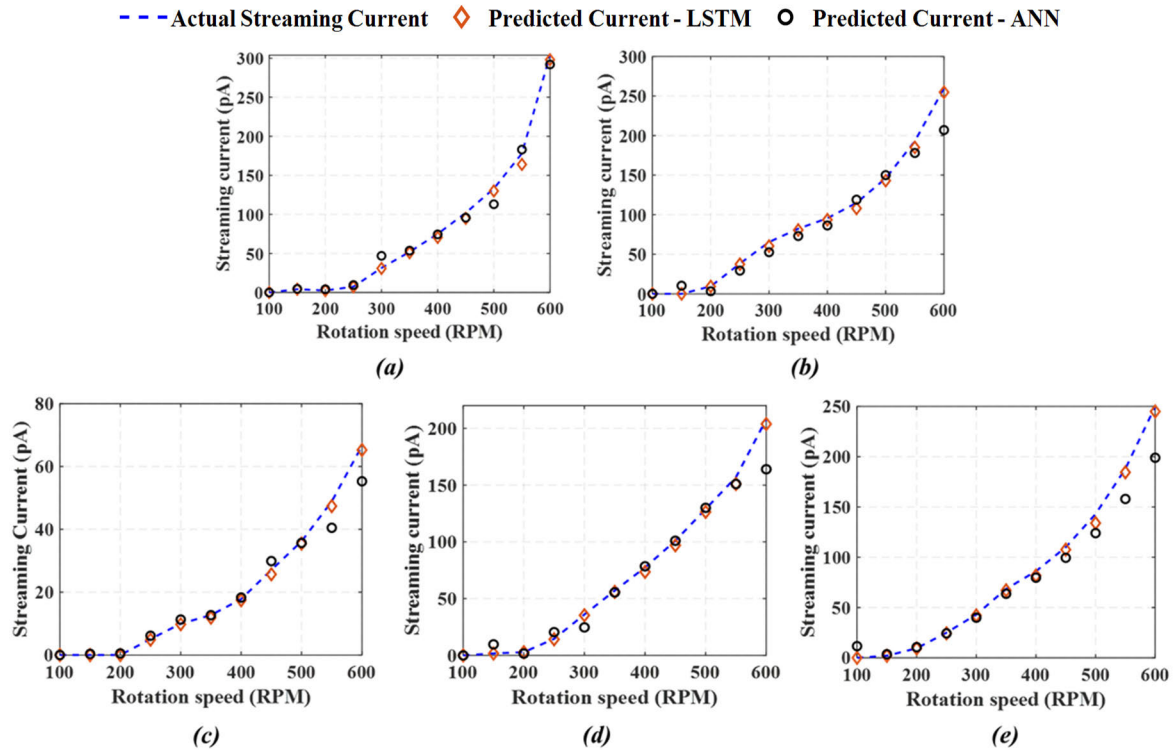 Actual Streaming Current Predicted Current - LSTM Predicted Current - ANN
300
250
200
150
100
50
0
Streaming current (pA)
100 200 300 400 500 600
Rotation speed (RPM)
(a)
300
250
200
150
100
50
0
Streaming current (pA)
100 200 300 400 500 600
Rotation speed (RPM)
(b)
80
60
40
20
0
Streaming Current (pA)
100 200 300 400 500 600
Rotation speed (RPM)
(c)
200
150
100
50
0
Streaming current (pA)
100 200 300 400 500 600
Rotation speed (RPM)
(d)
250
200
150
100
50
0
Streaming current (pA)
100 200 300 400 500 600
Rotation speed (RPM)
(e)